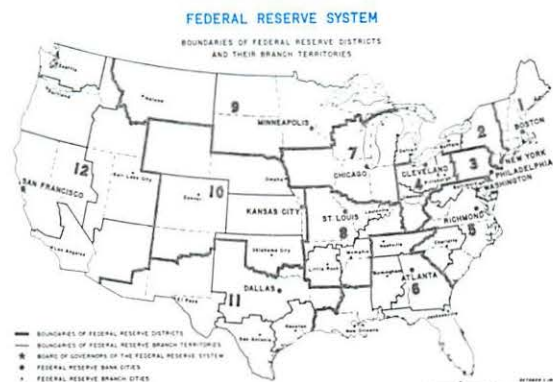 FEDERAL RESERVE SYSTEM
BOUNDARIES OF FEDERAL RESERVE DISTRICTS
AND THEIR BRANCH TERRITORIES
Seattle
Portland
Helena
9
MINNEAPOLIS
1
BOSTON
2
7
CHICAGO
Detroit
Buffalo
CLEVELAND
4
Pittsburgh
3
NEW YORK
PHILADELPHIA
WASHINGTON
12
SAN FRANCISCO
Salt Lake City
Denver
10
Omaha
KANSAS CITY
ST. LOUIS
8
Louisville
RICHMOND
5
Los Angeles
Oklahoma City
Little Rock
Memphis
Nashville
Charlotte
Birmingham
ATLANTA
6
11
DALLAS
El Paso
San Antonio
Houston
New Orleans
Jacksonville
BOUNDARIES OF FEDERAL RESERVE DISTRICTS
BOUNDARIES OF FEDERAL RESERVE BRANCH TERRITORIES
BOARD OF GOVERNORS OF THE FEDERAL RESERVE SYSTEM
FEDERAL RESERVE BANK CITIES
FEDERAL RESERVE BRANCH CITIES